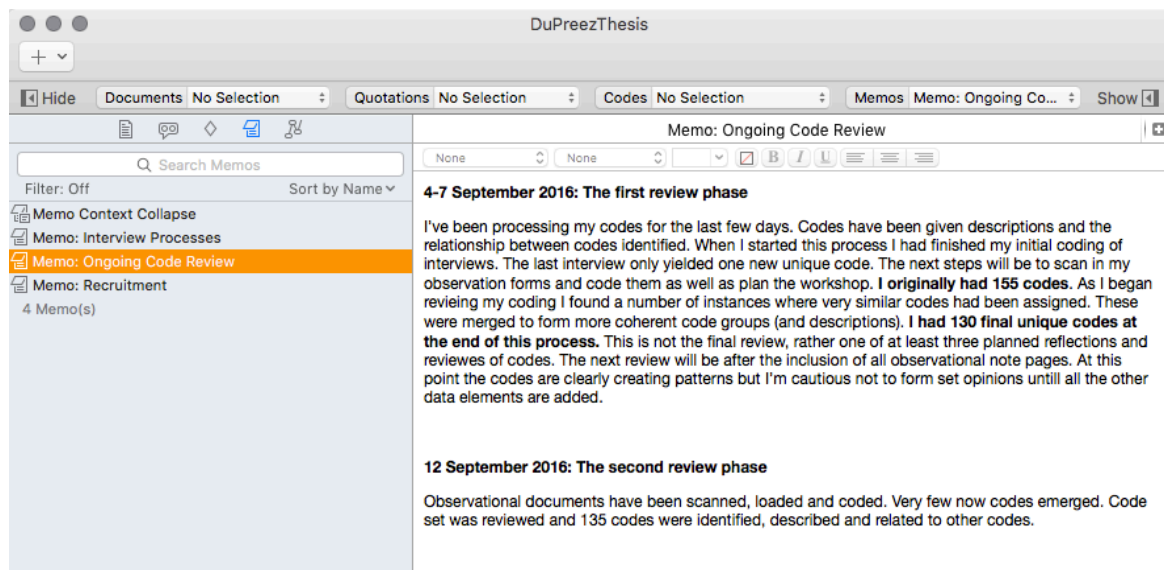 DuPreezThesis
Hide Documents No Selection Quotations No Selection Codes No Selection Memos Memo: Ongoing Co... Show
Memo: Ongoing Code Review
Search Memos
None None B I U
Filter: Off Sort by Name
Memo Context Collapse
Memo: Interview Processes
Memo: Ongoing Code Review
Memo: Recruitment
4 Memo(s)
4-7 September 2016: The first review phase
I've been processing my codes for the last few days. Codes have been given descriptions and the
relationship between codes identified. When I started this process I had finished my initial coding of
interviews. The last interview only yielded one new unique code. The next steps will be to scan in my
observation forms and code them as well as plan the workshop. I originally had 155 codes. As I began
revieing my coding I found a number of instances where very similar codes had been assigned. These
were merged to form more coherent code groups (and descriptions). I had 130 final unique codes at
the end of this process. This is not the final review, rather one of at least three planned reflections and
reviewes of codes. The next review will be after the inclusion of all observational note pages. At this
point the codes are clearly creating patterns but I'm cautious not to form set opinions untill all the other
data elements are added.
12 September 2016: The second review phase
Observational documents have been scanned, loaded and coded. Very few now codes emerged. Code
set was reviewed and 135 codes were identified, described and related to other codes.